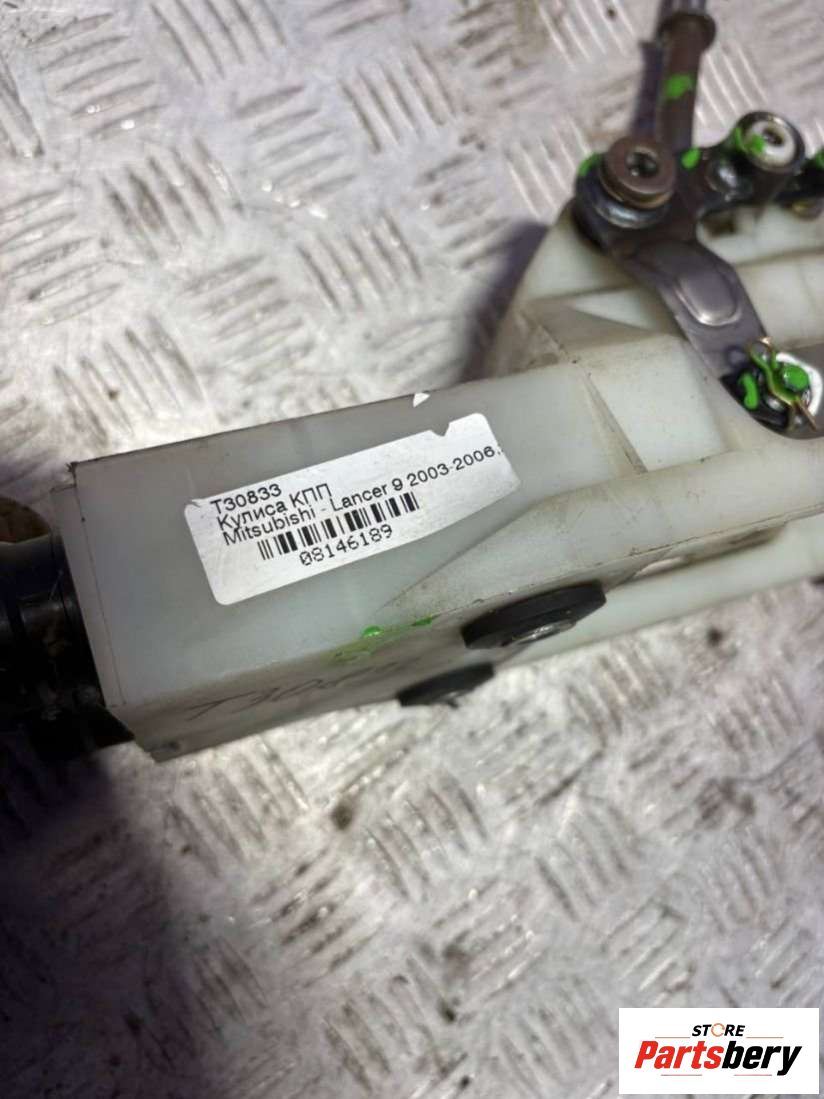 T30833
Кулиса КПП
Mitsubishi - Lancer 9 2003-2006.
08146189
STORE
Partsbery